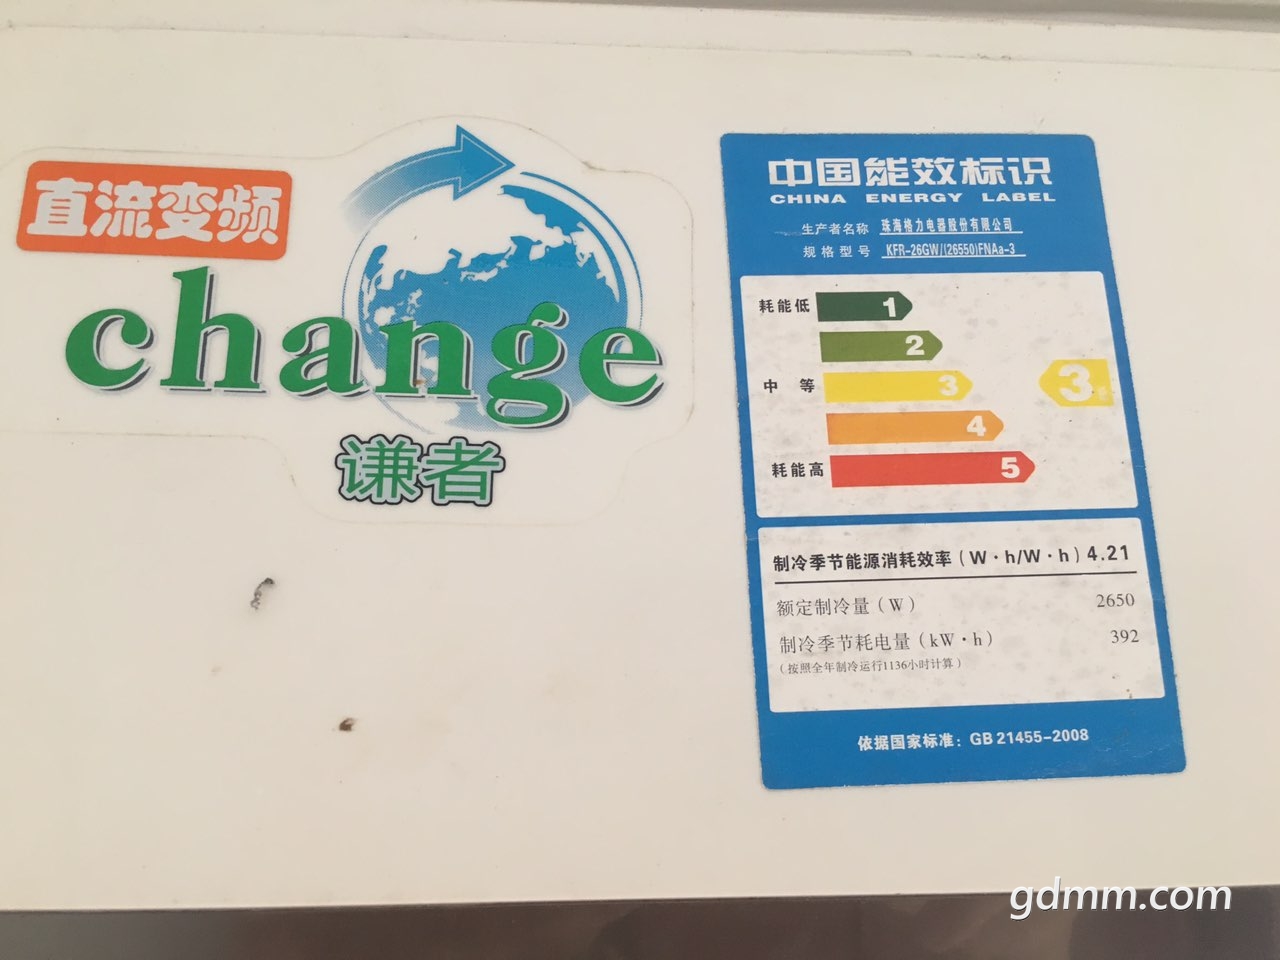 直流变频
change
谦者
中国能效标识
CHINA ENERGY LABEL
生产者名称 珠海格力电器股份有限公司
规格型号 KFR-26GW/(26550)FNAa-3
耗能低 1
2
中 等 3
3
4
耗能高 5
制冷季节能源消耗效率(W·h/W·h) 4.21
额定制冷量(W) 2650
制冷季节耗电量(kW·h) 392
(按照全年制冷运行1136小时计算)
依据国家标准: GB 21455-2008
gdmm.com